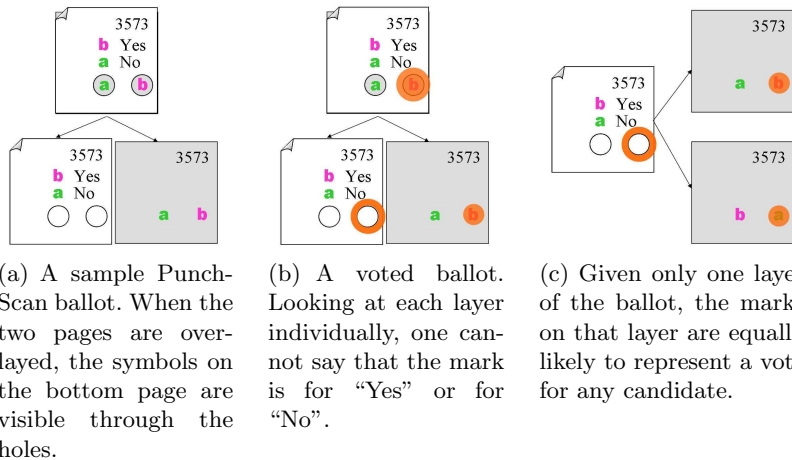 3573
b Yes
a No
a b
3573
b Yes
a No
3573
a b
(a) A sample Punch-
Scan ballot. When the
two pages are over-
layed, the symbols on
the bottom page are
visible through the
holes.
3573
b Yes
a No
a b
3573
b Yes
a No
3573
a b
(b) A voted ballot.
Looking at each layer
individually, one can-
not say that the mark
is for “Yes” or for
“No”.
3573
b Yes
a No
3573
a b
3573
b a
(c) Given only one laye
of the ballot, the mark
on that layer are equall
likely to represent a vot
for any candidate.